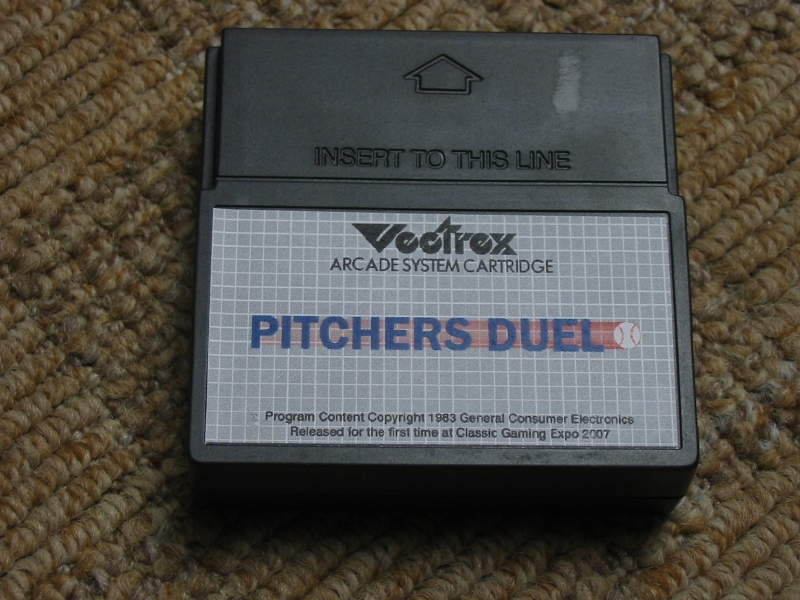 INSERT TO THIS LINE
Vectrex
ARCADE SYSTEM CARTRIDGE
PITCHERS DUEL
Program Content Copyright 1983 General Consumer Electronics
Released for the first time at Classic Gaming Expo 2007